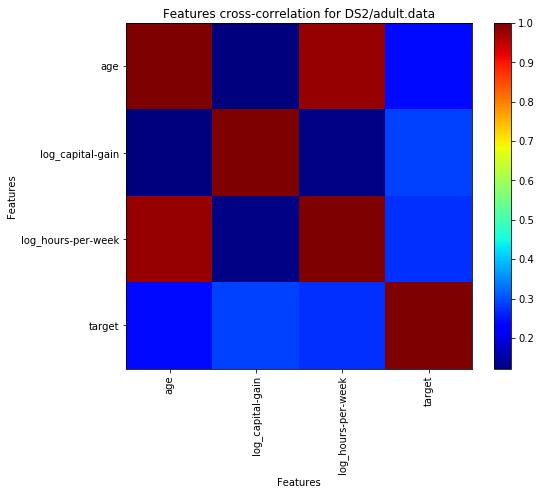 Features cross-correlation for DS2/adult.data
Features
age
log_capital-gain
log_hours-per-week
target
age
log_capital-gain
log_hours-per-week
target
Features
1.0
0.9
0.8
0.7
0.6
0.5
0.4
0.3
0.2